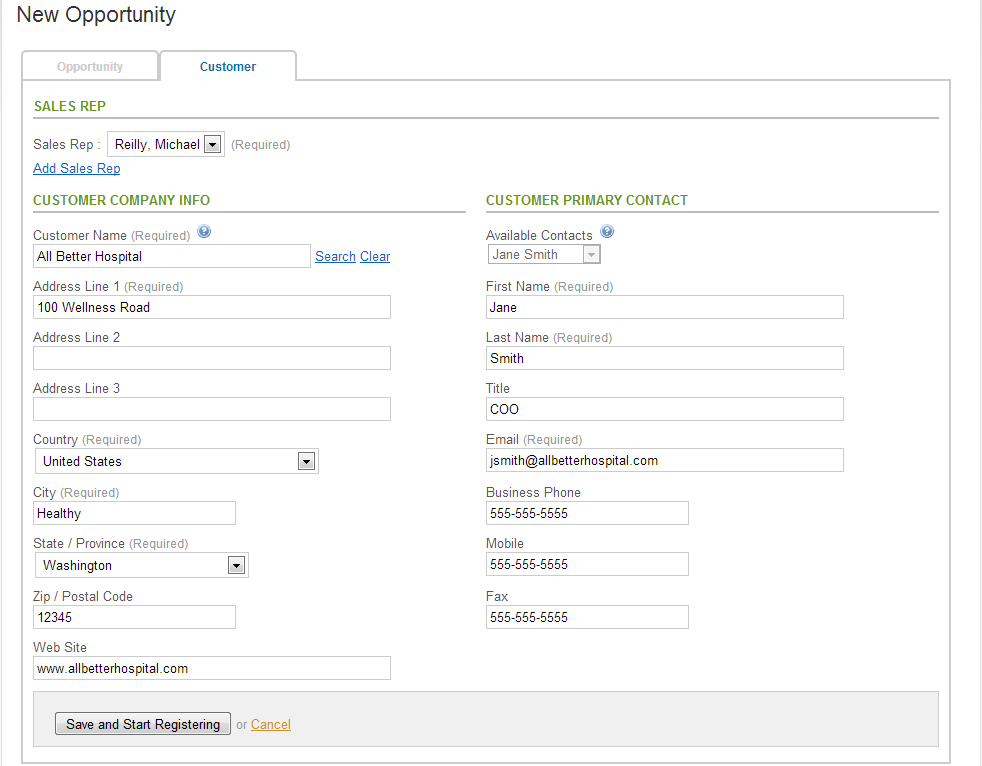 New Opportunity
Opportunity
Customer
SALES REP
Sales Rep : Reilly, Michael (Required)
Add Sales Rep
CUSTOMER COMPANY INFO
Customer Name (Required) ?
All Better Hospital Search Clear
Address Line 1 (Required)
100 Wellness Road
Address Line 2
Address Line 3
Country (Required)
United States
City (Required)
Healthy
State / Province (Required)
Washington
Zip / Postal Code
12345
Web Site
www.allbetterhospital.com
CUSTOMER PRIMARY CONTACT
Available Contacts ?
Jane Smith
First Name (Required)
Jane
Last Name (Required)
Smith
Title
COO
Email (Required)
jsmith@allbetterhospital.com
Business Phone
555-555-5555
Mobile
555-555-5555
Fax
555-555-5555
Save and Start Registering or Cancel